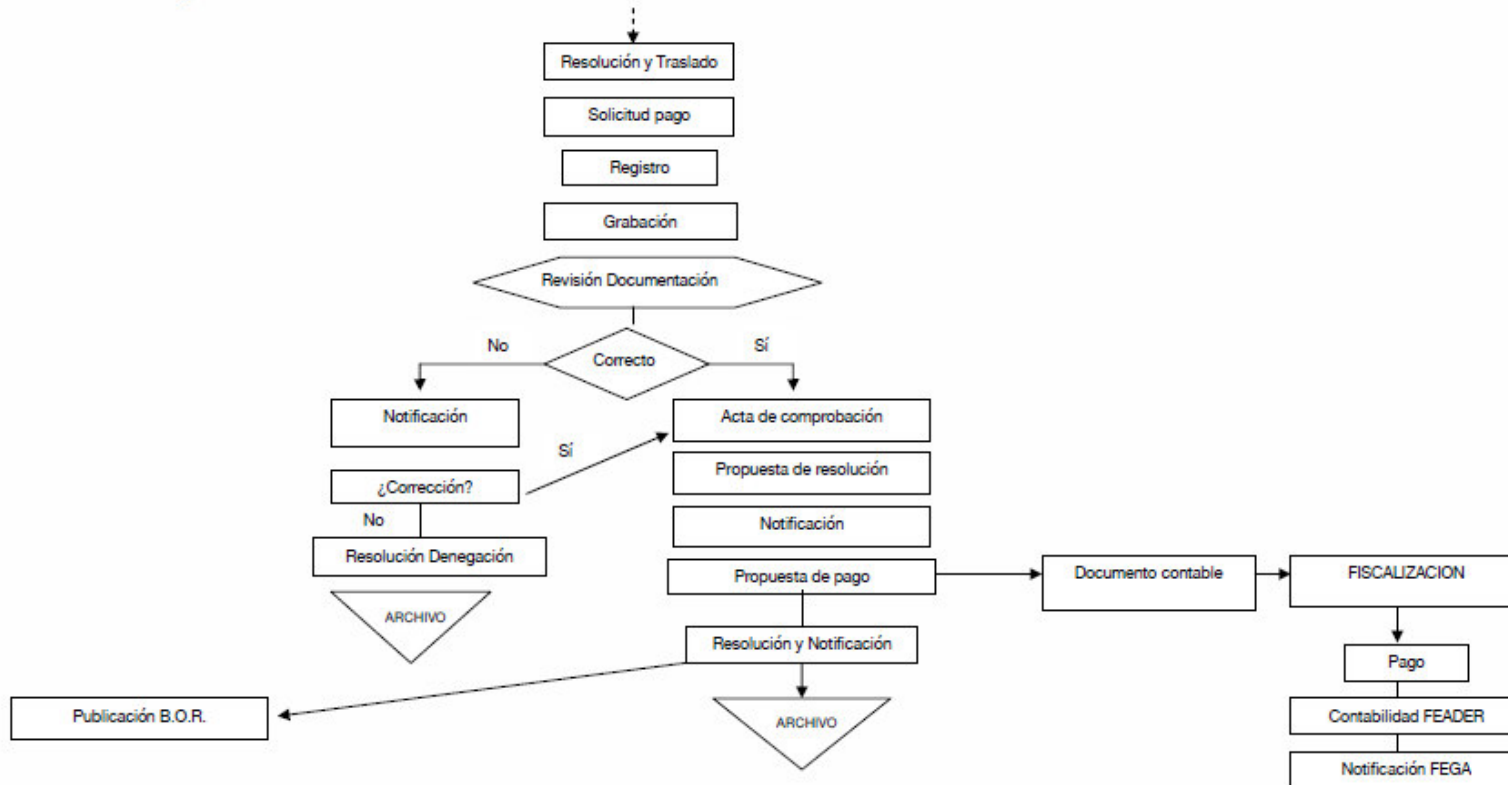 Resolución y Traslado
Solicitud pago
Registro
Grabación
Revisión Documentación
No
Correcto
Sí
Notificación
Acta de comprobación
Sí
Propuesta de resolución
¿Corrección?
No
Notificación
Resolución Denegación
Propuesta de pago
Documento contable
FISCALIZACION
ARCHIVO
Resolución y Notificación
Pago
Publicación B.O.R.
ARCHIVO
Contabilidad FEADER
Notificación FEGA